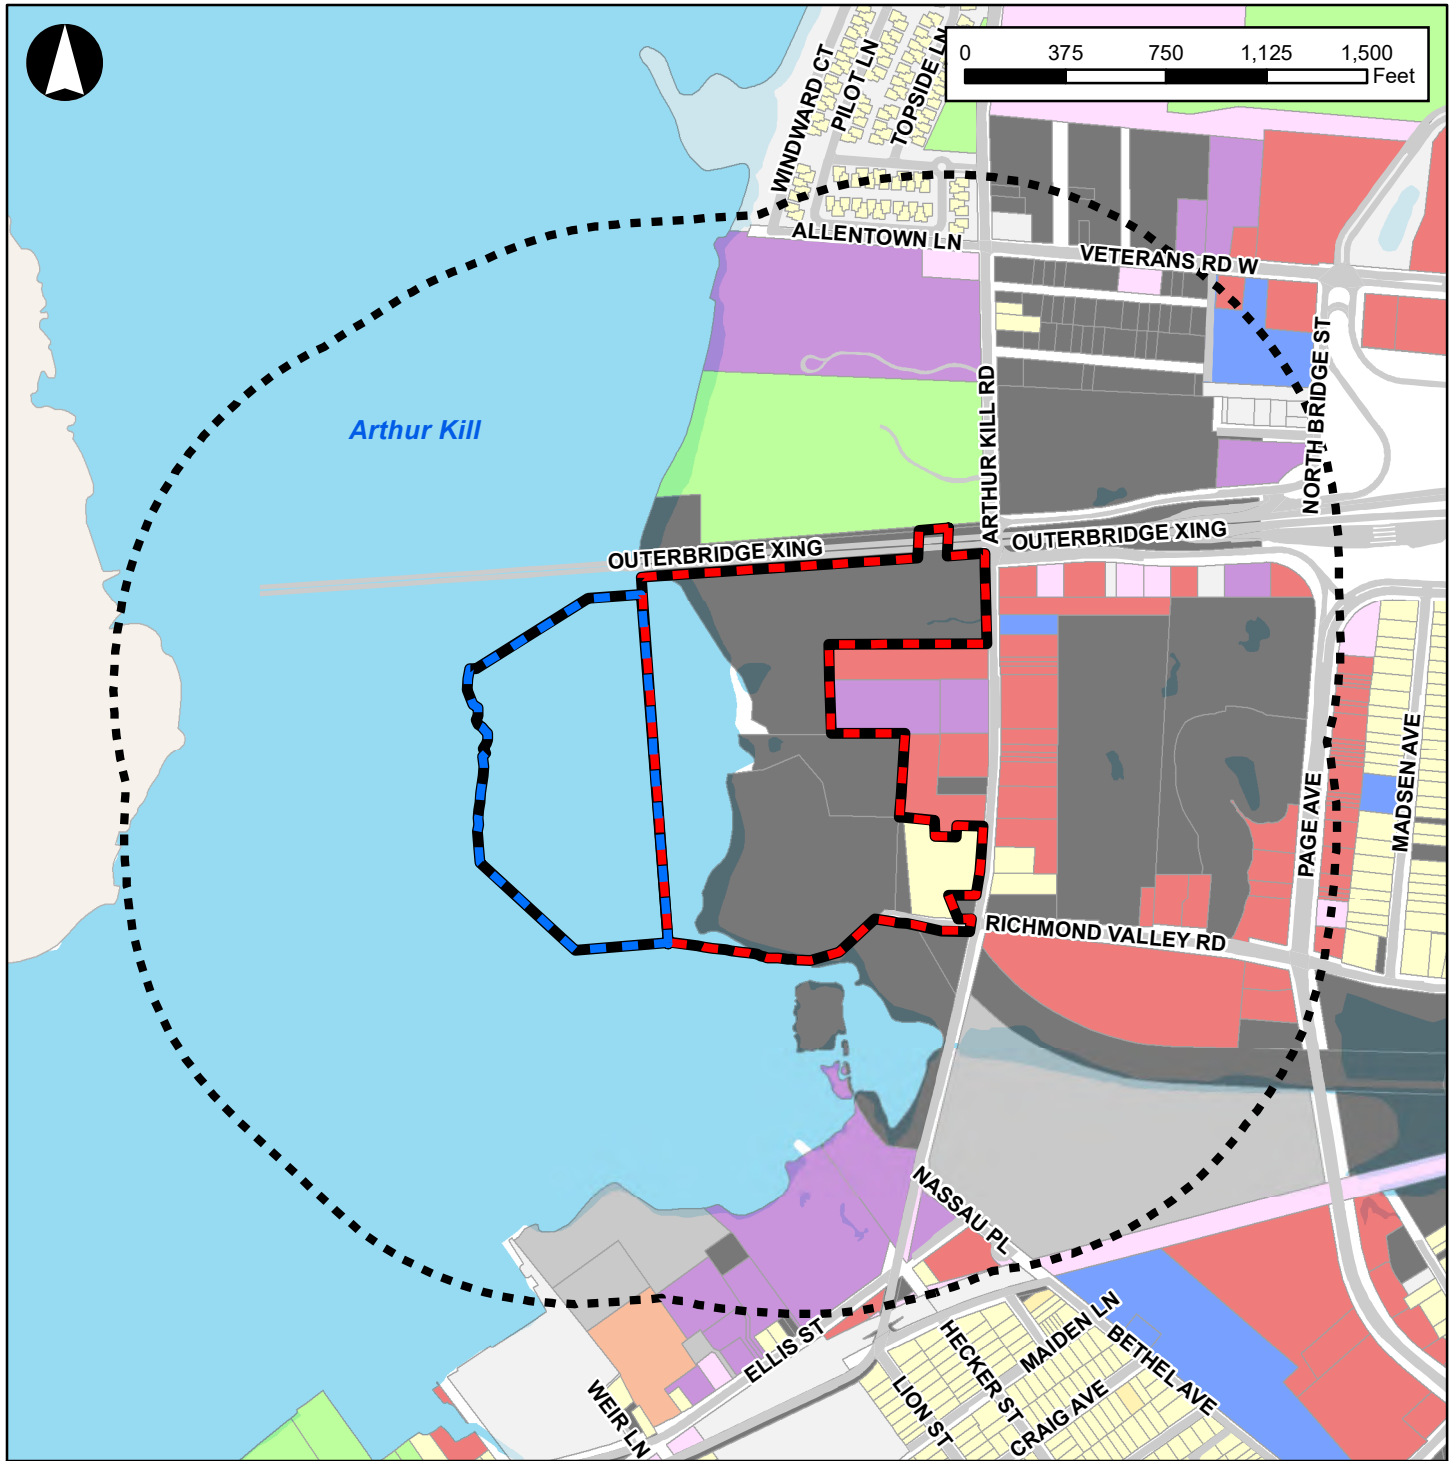 0 375 750 1,125 1,500
Feet
WINDWARD CT
PILOT LN
TOPSIDE LN
ALLENTOWN LN
VETERANS RD W
NORTH BRIDGE ST
ARTHUR KILL RD
Arthur Kill
OUTERBRIDGE XING
OUTERBRIDGE XING
PAGE AVE
MADSEN AVE
RICHMOND VALLEY RD
NASSAU PL
ELLIS ST
WEIR LN
LION ST
HECKER ST
MAIDEN LN
CRAIG AVE
BETHEL AVE